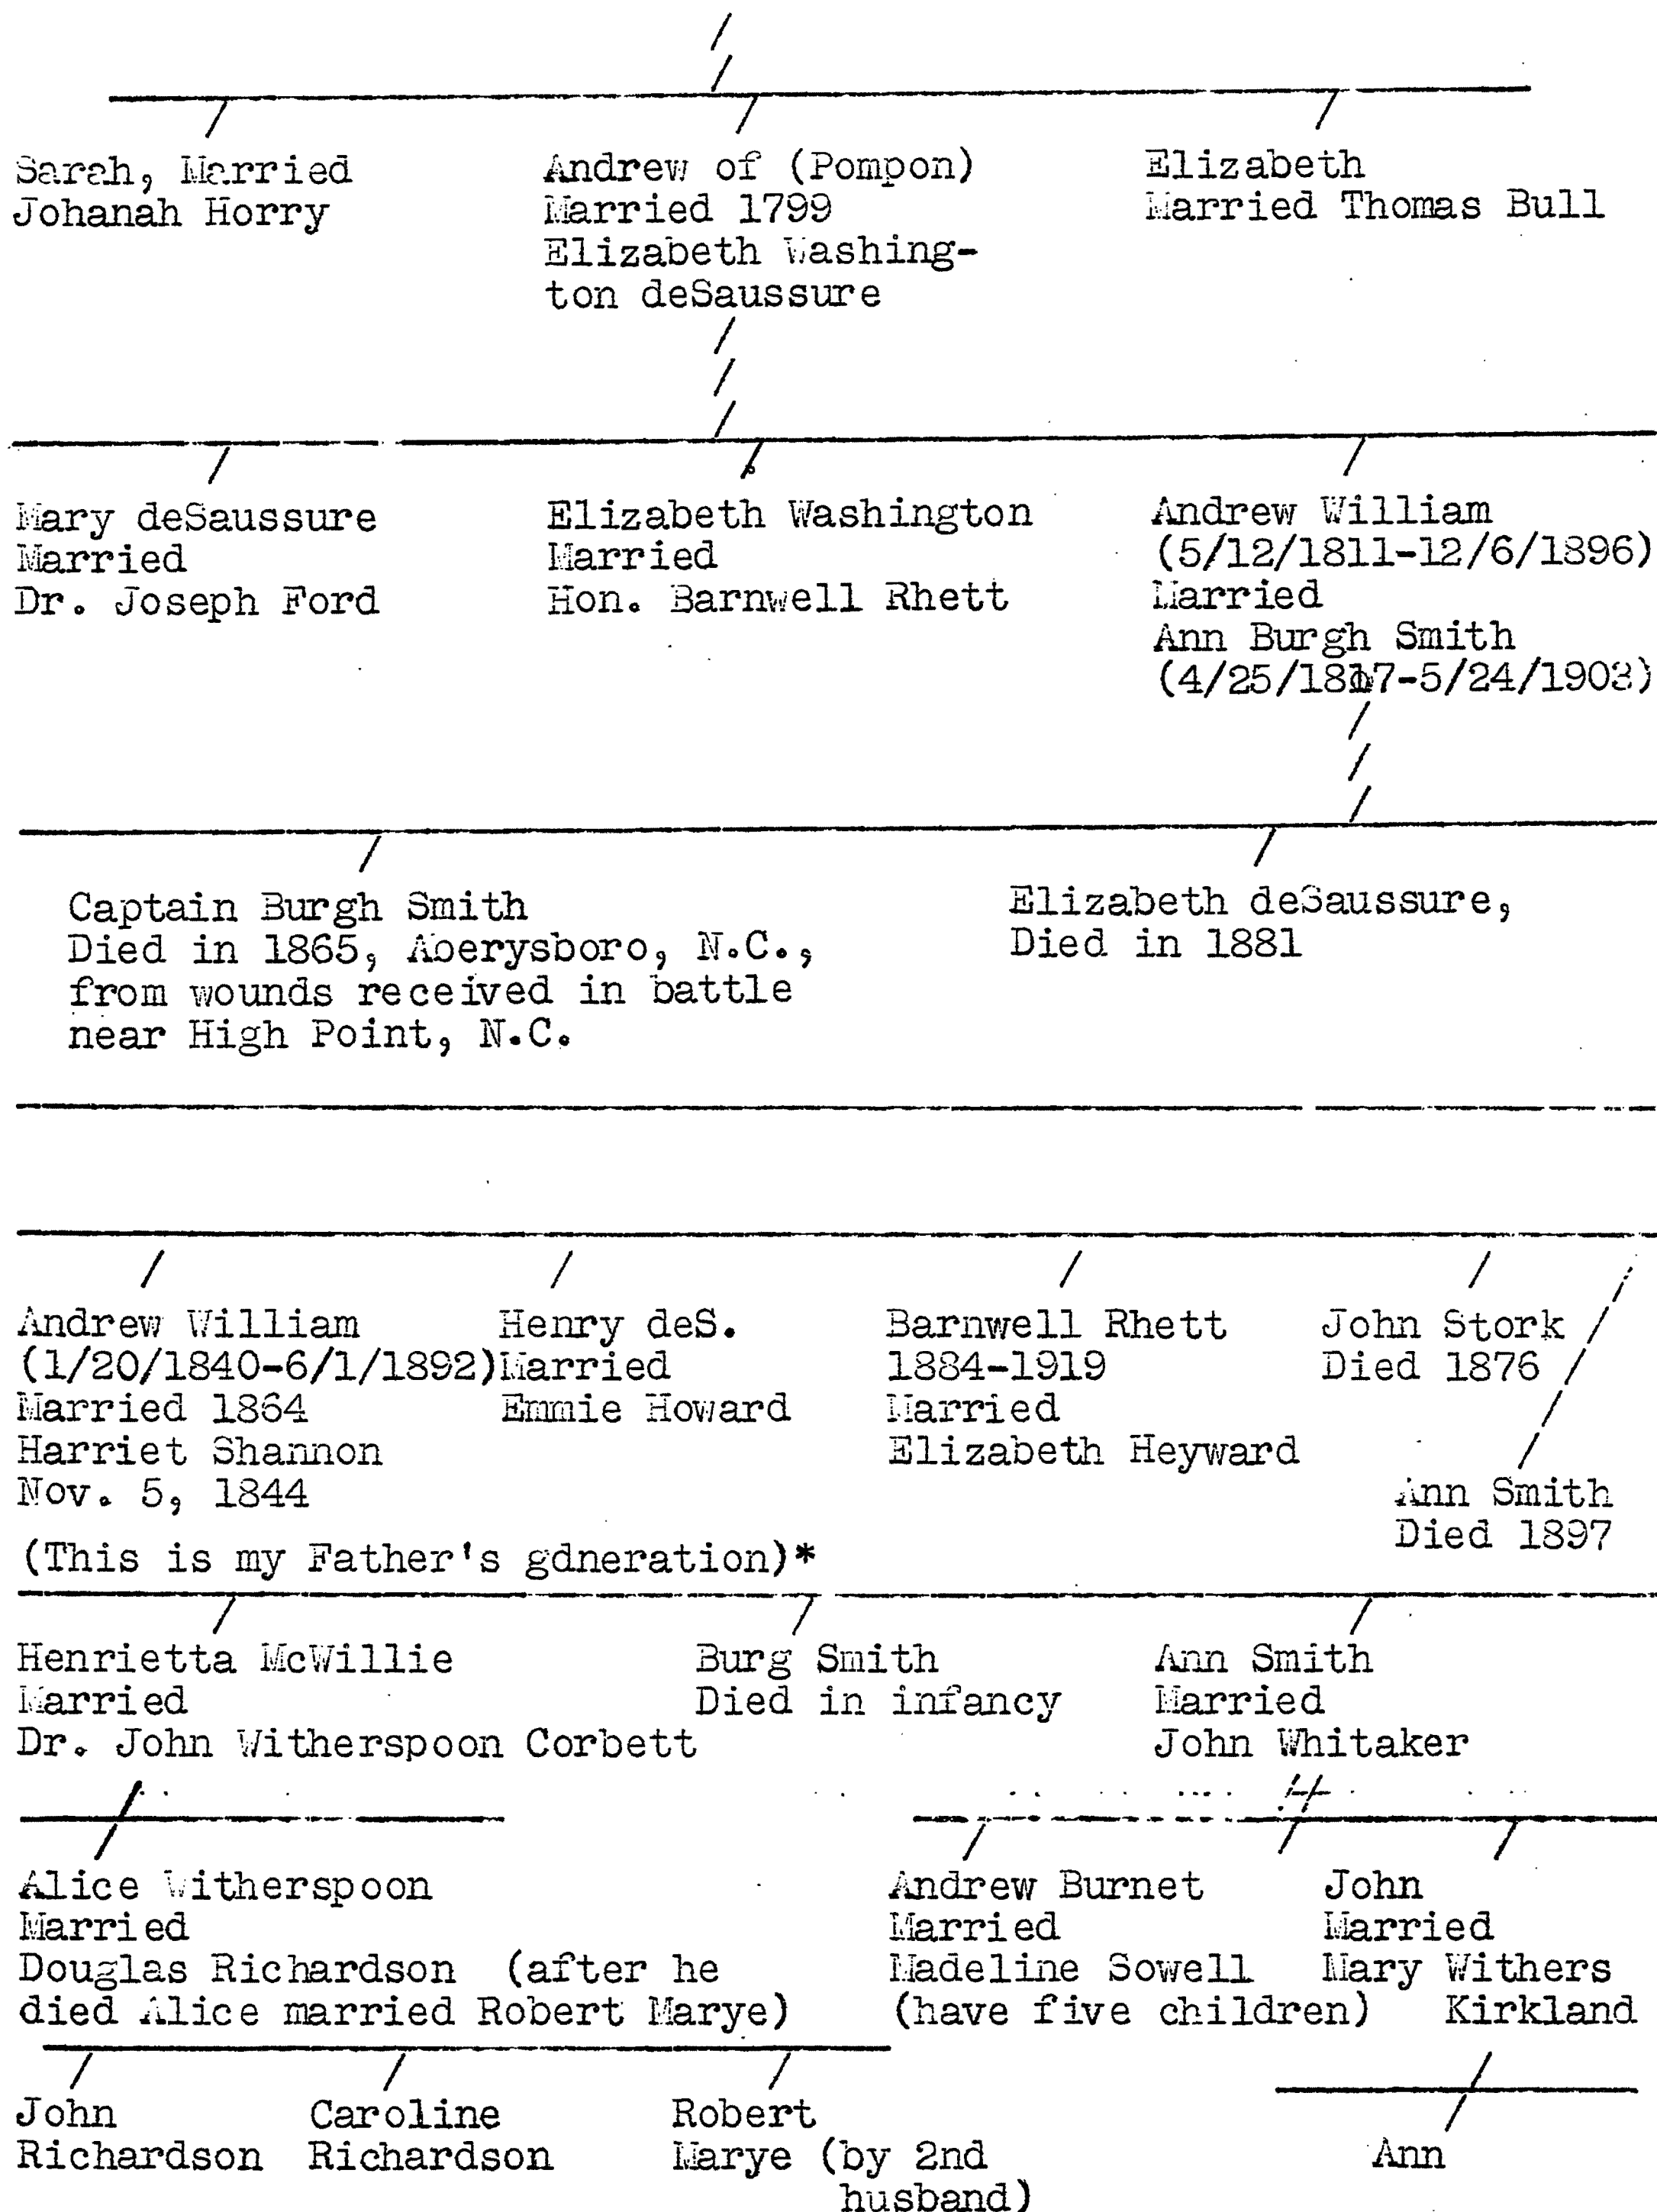 Sarah, Married
Johanah Horry
Andrew of (Pompon)
Married 1799
Elizabeth Washing-
ton deSaussure
Elizabeth
Married Thomas Bull
Mary deSaussure
Married
Dr. Joseph Ford
Elizabeth Washington
Married
Hon. Barnwell Rhett
Andrew William
(5/12/1811-12/6/1896)
Married
Ann Burgh Smith
(4/25/1817-5/24/1903)
Captain Burgh Smith
Died in 1865, Aberysboro, N.C.,
from wounds received in battle
near High Point, N.C.
Elizabeth deSaussure,
Died in 1881
Andrew William
(1/20/1840-6/1/1892)
Married 1864
Harriet Shannon
Nov. 5, 1844
Henry deS.
Married
Emmie Howard
Barnwell Rhett
1884-1919
Married
Elizabeth Heyward
John Stork
Died 1876
Ann Smith
Died 1897
(This is my Father's gdneration)*
Henrietta McWillie
Married
Dr. John Witherspoon Corbett
Burg Smith
Died in infancy
Ann Smith
Married
John Whitaker
Alice Witherspoon
Married
Douglas Richardson (after he
died Alice married Robert Marye)
Andrew Burnet
Married
Madeline Sowell
(have five children)
John
Married
Mary Withers
Kirkland
John
Richardson
Caroline
Richardson
Robert
Marye (by 2nd
husband)
Ann